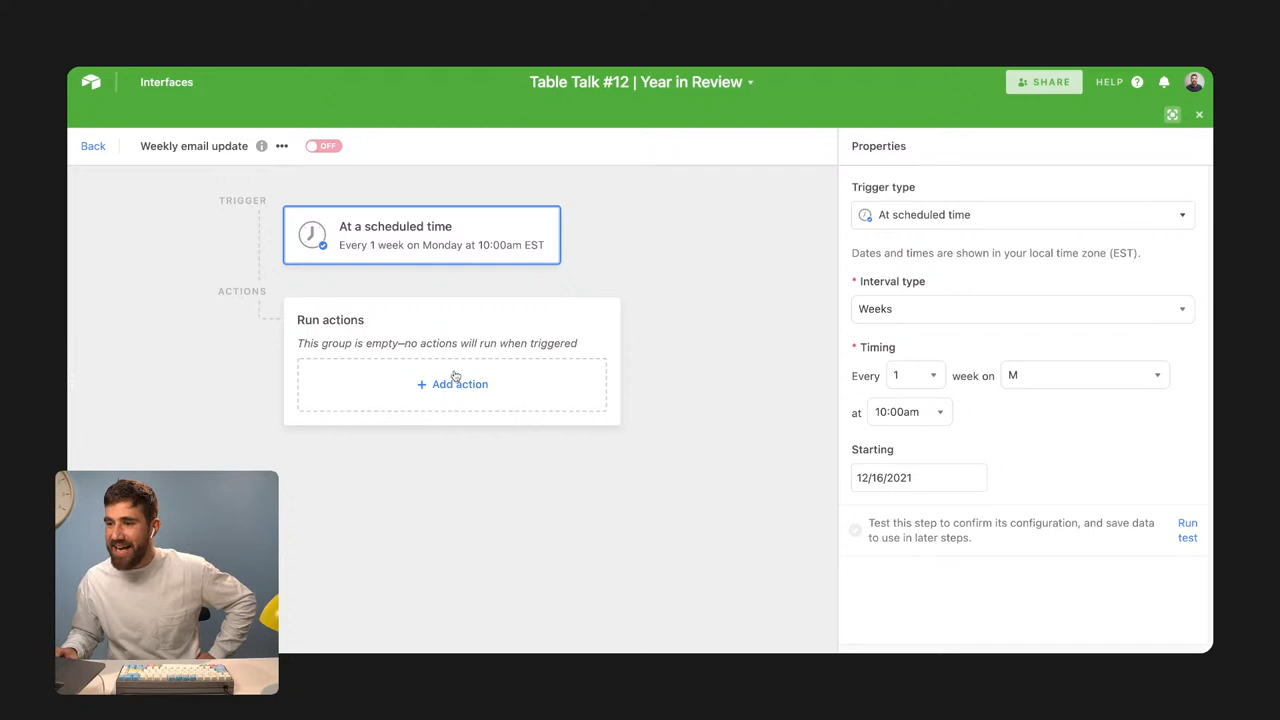 Interfaces
Table Talk #12 | Year in Review
SHARE
HELP
Back
Weekly email update
OFF
Properties
TRIGGER
At a scheduled time
Every 1 week on Monday at 10:00am EST
ACTIONS
Run actions
This group is empty—no actions will run when triggered
+ Add action
Trigger type
At scheduled time
Dates and times are shown in your local time zone (EST).
* Interval type
Weeks
* Timing
Every 1 week on M
at 10:00am
Starting
12/16/2021
Test this step to confirm its configuration, and save data
to use in later steps.
Run
test